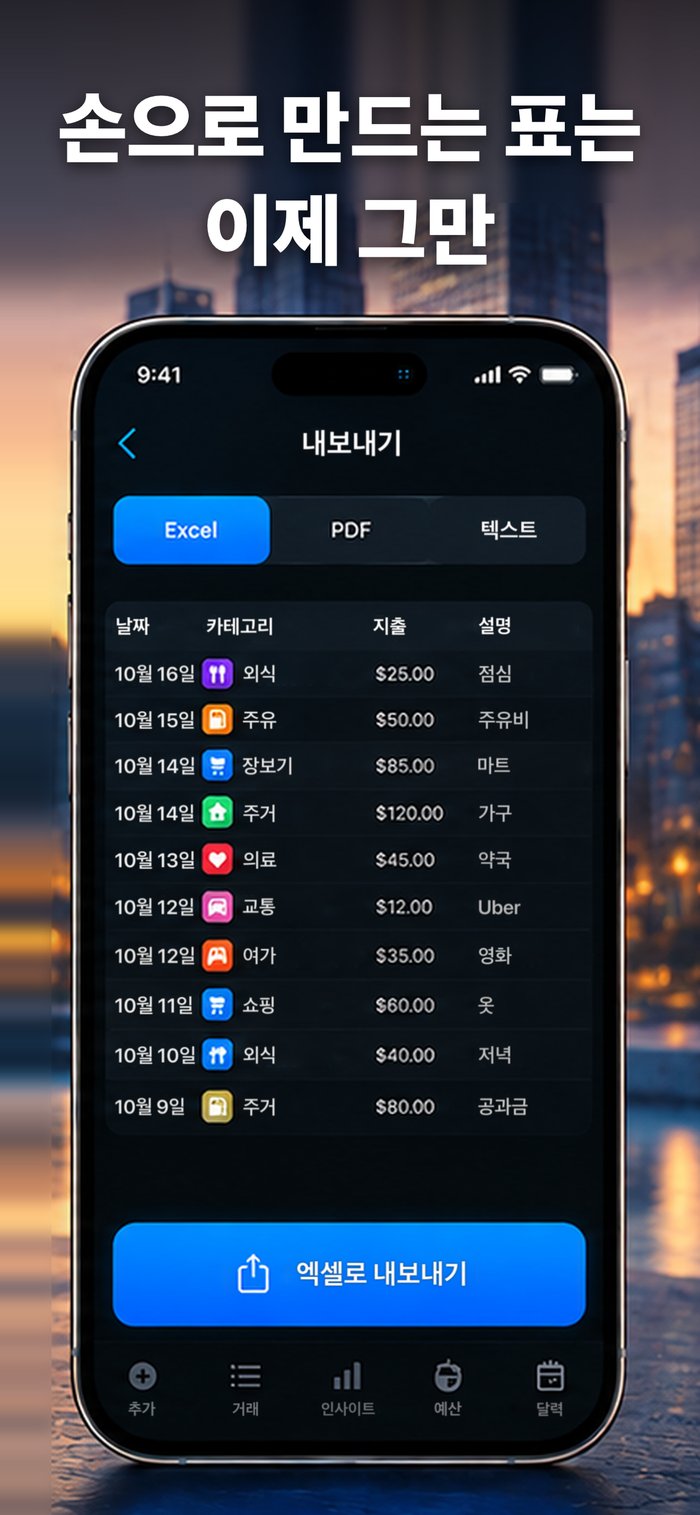 손으로 만드는 표는
이제 그만
9:41
내보내기
Excel PDF 텍스트
날짜 카테고리 지출 설명
10월 16일 외식 $25.00 점심
10월 15일 주유 $50.00 주유비
10월 14일 장보기 $85.00 마트
10월 14일 주거 $120.00 가구
10월 13일 의료 $45.00 약국
10월 12일 교통 $12.00 Uber
10월 12일 여가 $35.00 영화
10월 11일 쇼핑 $60.00 옷
10월 10일 외식 $40.00 저녁
10월 9일 주거 $80.00 공과금
엑셀로 내보내기
추가 거래 인사이트 예산 달력